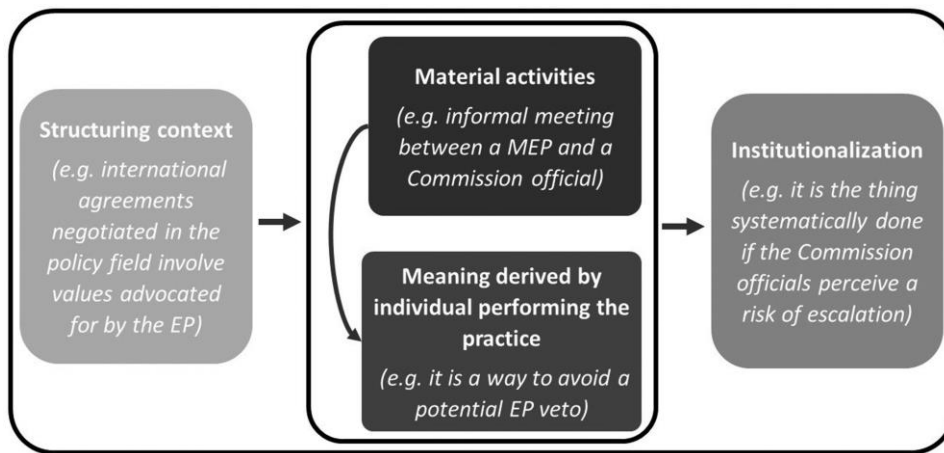 Structuring context
(e.g. international
agreements
negotiated in the
policy field involve
values advocated
for by the EP)
Material activities
(e.g. informal meeting
between a MEP and a
Commission official)
Meaning derived by
individual performing the
practice
(e.g. it is a way to avoid a
potential EP veto)
Institutionalization
(e.g. it is the thing
systematically done
if the Commission
officials perceive a
risk of escalation)